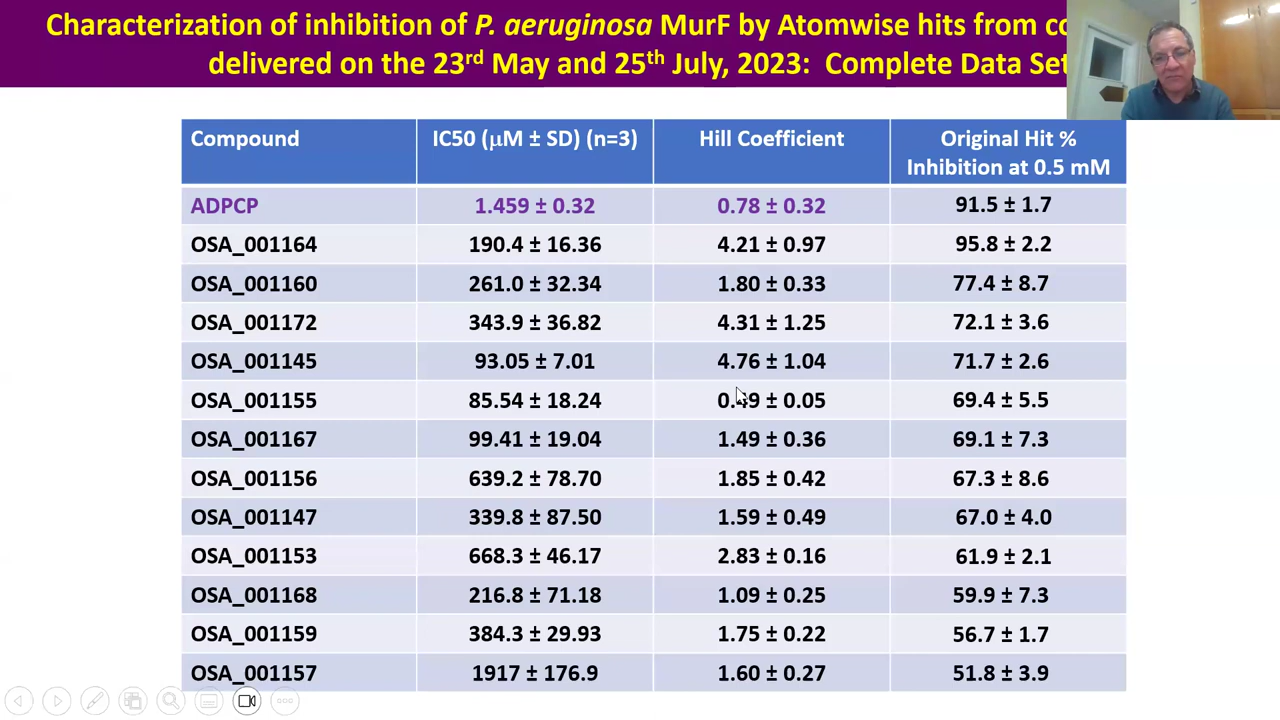 Characterization of inhibition of P. aeruginosa MurF by Atomwise hits from
delivered on the 23rd May and 25th July, 2023: Complete Data Set
Compound IC50 (μM ± SD) (n=3) Hill Coefficient Original Hit %
Inhibition at 0.5 mM
ADPCP 1.459 ± 0.32 0.78 ± 0.32 91.5 ± 1.7
OSA_001164 190.4 ± 16.36 4.21 ± 0.97 95.8 ± 2.2
OSA_001160 261.0 ± 32.34 1.80 ± 0.33 77.4 ± 8.7
OSA_001172 343.9 ± 36.82 4.31 ± 1.25 72.1 ± 3.6
OSA_001145 93.05 ± 7.01 4.76 ± 1.04 71.7 ± 2.6
OSA_001155 85.54 ± 18.24 ± 0.05 69.4 ± 5.5
OSA_001167 99.41 ± 19.04 1.49 ± 0.36 69.1 ± 7.3
OSA_001156 639.2 ± 78.70 1.85 ± 0.42 67.3 ± 8.6
OSA_001147 339.8 ± 87.50 1.59 ± 0.49 67.0 ± 4.0
OSA_001153 668.3 ± 46.17 2.83 ± 0.16 61.9 ± 2.1
OSA_001168 216.8 ± 71.18 1.09 ± 0.25 59.9 ± 7.3
OSA_001159 384.3 ± 29.93 1.75 ± 0.22 56.7 ± 1.7
OSA_001157 1917 ± 176.9 1.60 ± 0.27 51.8 ± 3.9